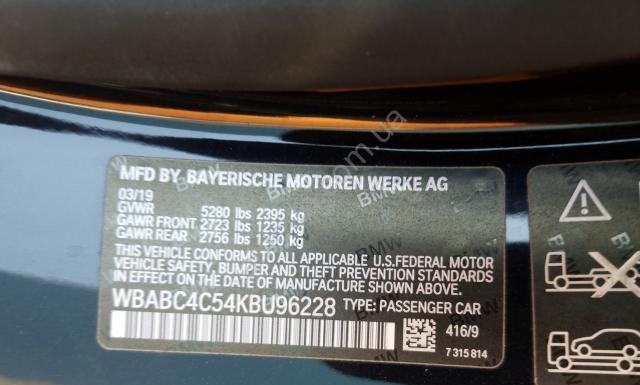 MFD BY BAYERISCHE MOTOREN WERKE AG
03/19
GVWR 5280 lbs 2395 kg
GAWR FRONT 2723 lbs 1235 kg
GAWR REAR 2756 lbs 1250 kg
THIS VEHICLE CONFORMS TO ALL APPLICABLE U.S.FEDERAL MOTOR
VEHICLE SAFETY, BUMPER AND THEFT PREVENTION STANDARDS
IN EFFECT ON THE DATE OF MANUFACTURE SHOWN ABOVE.
WBABC4C54KBU96228 TYPE: PASSENGER CAR
416/9
7 315 814